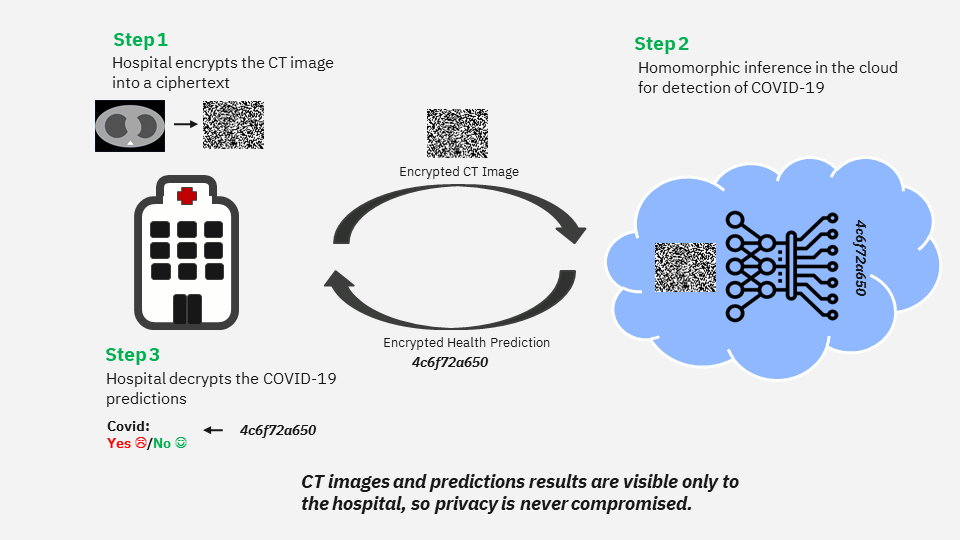 Step 1
Hospital encrypts the CT image
into a ciphertext
Step 2
Homomorphic inference in the cloud
for detection of COVID-19
Encrypted CT Image
4c6f72a650
Encrypted Health Prediction
4c6f72a650
Step 3
Hospital decrypts the COVID-19
predictions
Covid:
Yes ☹/No ☺
4c6f72a650
CT images and predictions results are visible only to
the hospital, so privacy is never compromised.